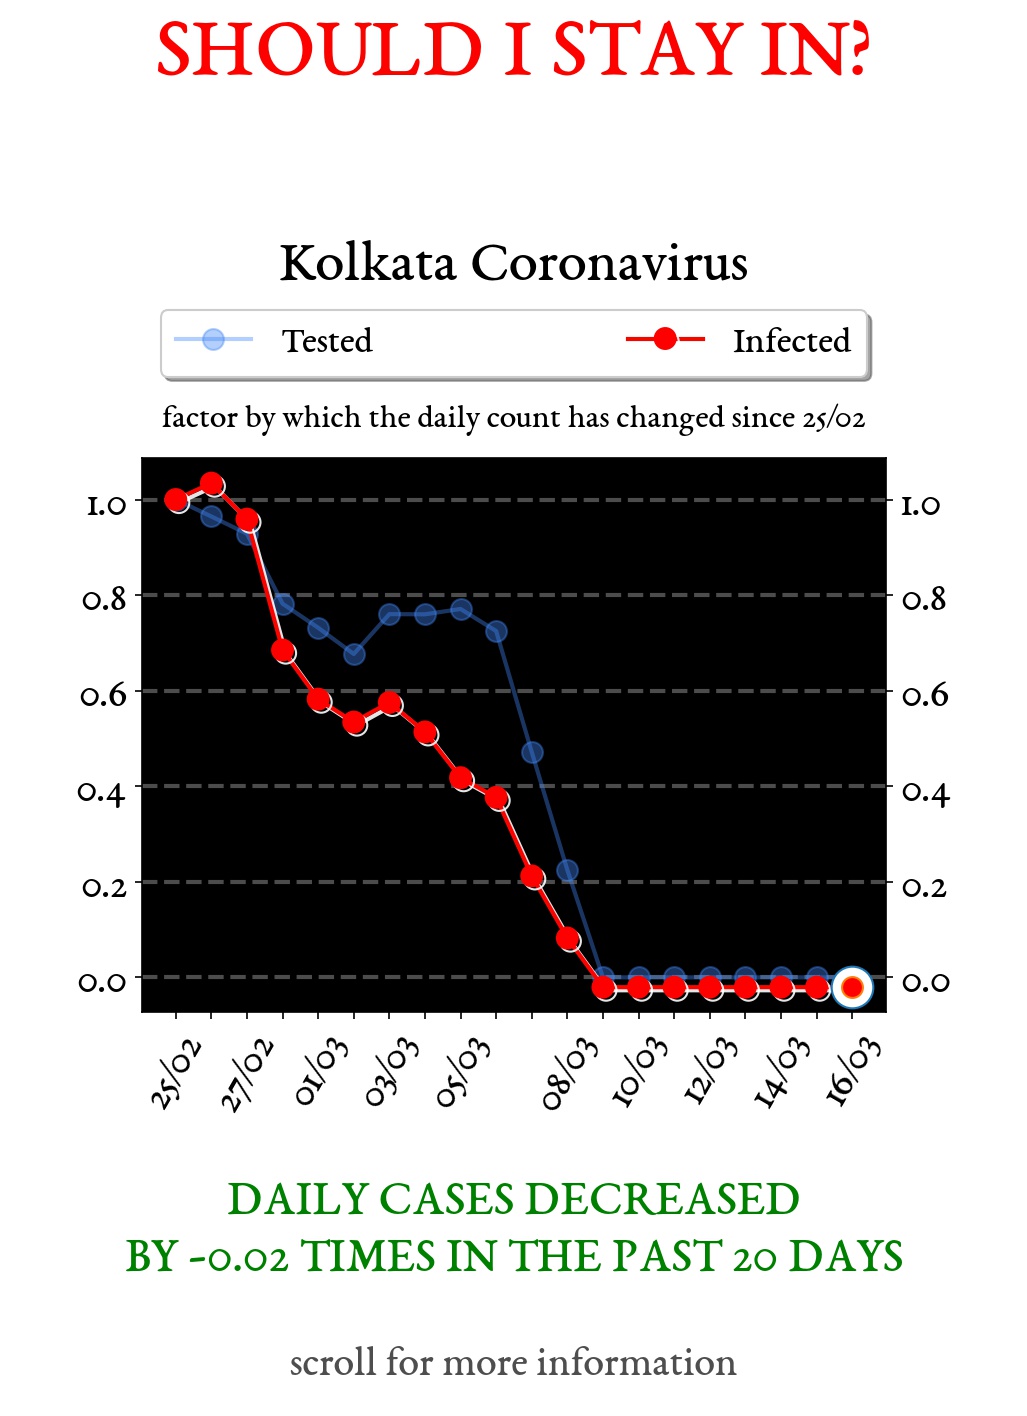 SHOULD I STAY IN?
Kolkata Coronavirus
Tested Infected
factor by which the daily count has changed since 25/02
1.0 1.0
0.8 0.8
0.6 0.6
0.4 0.4
0.2 0.2
0.0 0.0
25/02 27/02 01/03 03/03 05/03 08/03 10/03 12/03 14/03 16/03
DAILY CASES DECREASED
BY -0.02 TIMES IN THE PAST 20 DAYS
scroll for more information